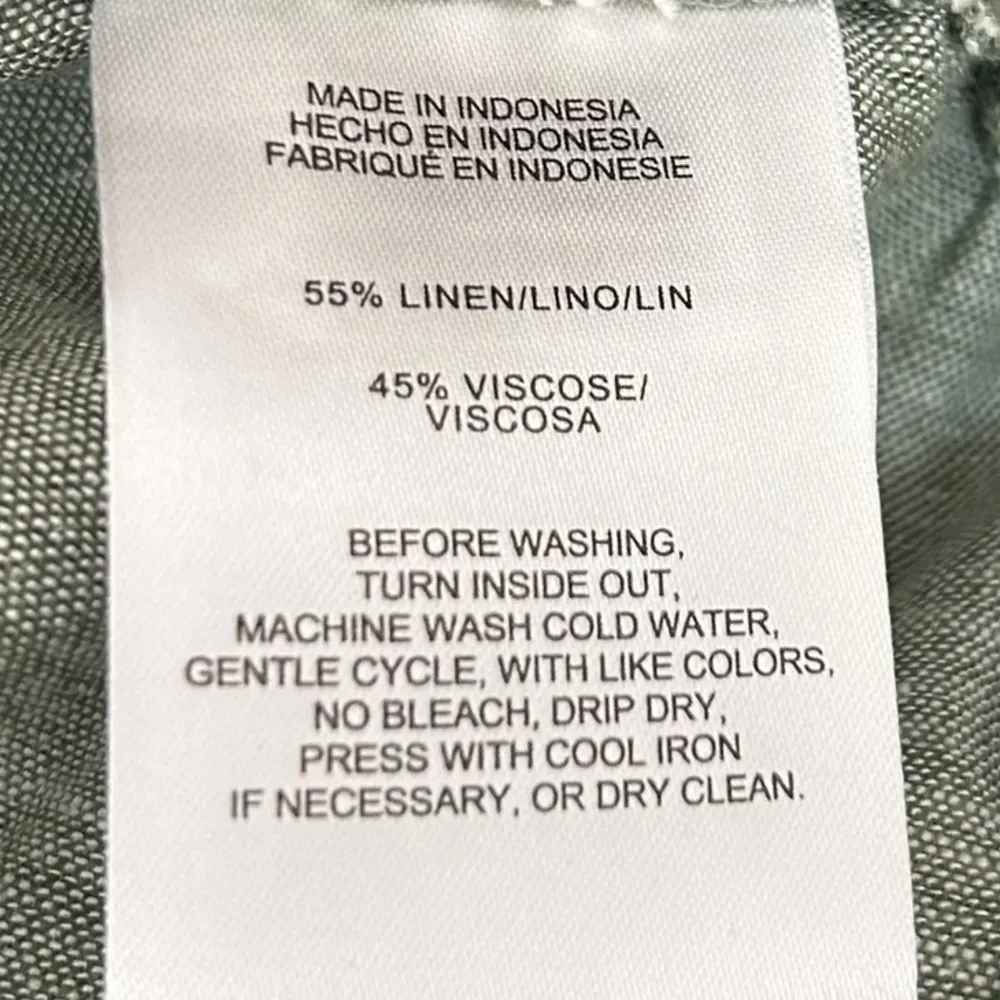 MADE IN INDONESIA
HECHO EN INDONESIA
FABRIQUÉ EN INDONESIE
55% LINEN/LINO/LIN
45% VISCOSE/
VISCOSA
BEFORE WASHING,
TURN INSIDE OUT,
MACHINE WASH COLD WATER,
GENTLE CYCLE, WITH LIKE COLORS,
NO BLEACH, DRIP DRY,
PRESS WITH COOL IRON
IF NECESSARY, OR DRY CLEAN.